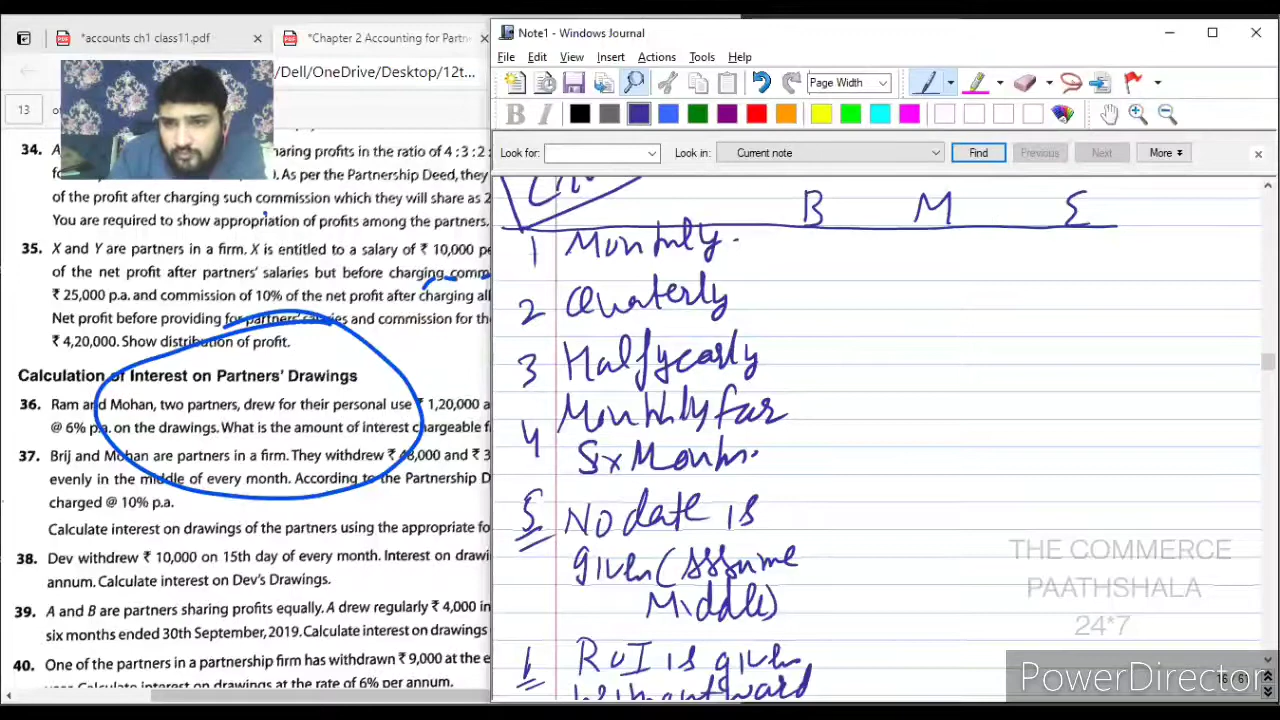 *accounts ch1 class11.pdf
*Chapter 2 Accounting for Partn
/Dell/OneDrive/Desktop/12t...
13 of
34. A haring profits in the ratio of 4 : 3 : 2 :
fo ). As per the Partnership Deed, they
of the profit after charging such commission which they will share as 2
You are required to show appropriation of profits among the partners.
35. X and Y are partners in a firm. X is entitled to a salary of ₹ 10,000 pe
of the net profit after partners' salaries but before charging comm
₹ 25,000 p.a. and commission of 10% of the net profit after charging all
Net profit before providing for partners' salaries and commission for the
₹ 4,20,000. Show distribution of profit.
Calculation of Interest on Partners' Drawings
36. Ram and Mohan, two partners, drew for their personal use ₹ 1,20,000 a
@ 6% p.a. on the drawings. What is the amount of interest chargeable f
37. Brij and Mohan are partners in a firm. They withdrew ₹ 48,000 and ₹ 3
evenly in the middle of every month. According to the Partnership D
charged @ 10% p.a.
Calculate interest on drawings of the partners using the appropriate fo
38. Dev withdrew ₹ 10,000 on 15th day of every month. Interest on drawi
annum. Calculate interest on Dev's Drawings.
39. A and B are partners sharing profits equally. A drew regularly ₹ 4,000 in
six months ended 30th September, 2019. Calculate interest on drawings
40. One of the partners in a partnership firm has withdrawn ₹ 9,000 at the e
year. Calculate interest on drawings at the rate of 6% per annum.
Note1 - Windows Journal
File Edit View Insert Actions Tools Help
Page Width
B I
Look for: Look in: Current note Find Previous Next More
B M E
1 Monthly.
2 Quaterly
3 Halfyearly
4 Monthly for
Six Months.
5 No date is
given (Assume
Middle)
ROI is given
without word
THE COMMERCE
PAATHSHALA
24*7
PowerDirector